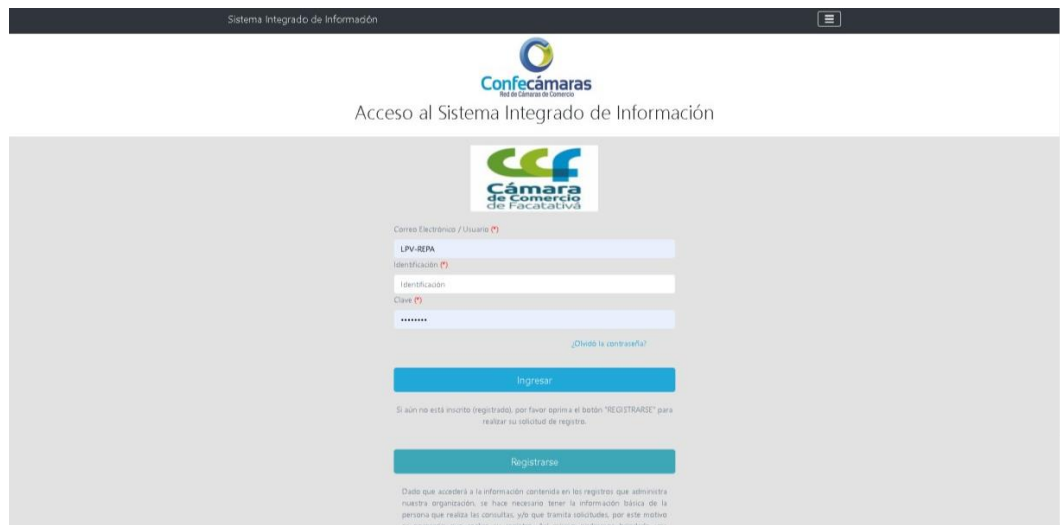 Sistema Integrado de Información
Confecámaras
Red de Cámaras de Comercio
Acceso al Sistema Integrado de Información
CCF
Cámara
de Comercio
de Facatativá
Correo Electrónico / Usuario (*)
LPV-REPA
Identificación (*)
Identificación
Clave (*)
••••••••
¿Olvidó la contraseña?
Ingresar
Si aún no está inscrito (registrado), por favor oprima el botón "REGISTRARSE" para
realizar su solicitud de registro.
Registrarse
Dado que accederá a la información contenida en los registros que administra
nuestra organización, se hace necesario tener la información básica de la
persona que realiza las consultas, y/o que tramita solicitudes, por este motivo